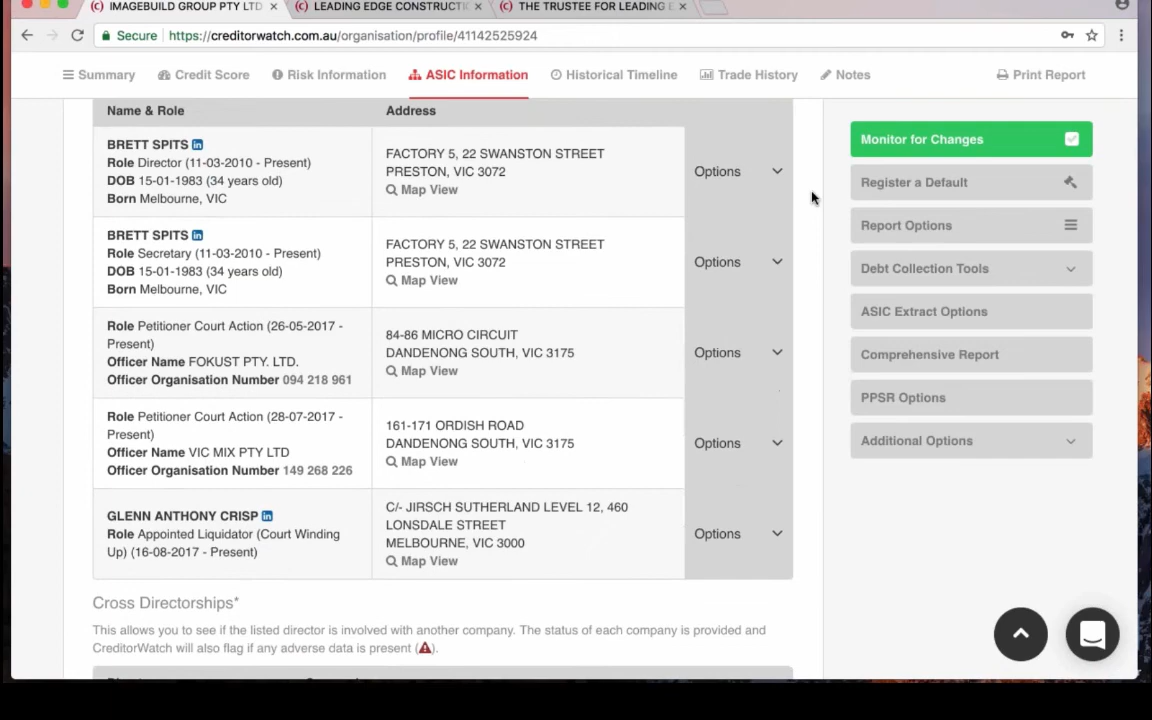 IMAGEBUILD GROUP PTY LTD
LEADING EDGE CONSTRUCTI
THE TRUSTEE FOR LEADING E
Secure https://creditorwatch.com.au/organisation/profile/41142525924
Summary Credit Score Risk Information ASIC Information Historical Timeline Trade History Notes Print Report
Name & Role Address
BRETT SPITS
Role Director (11-03-2010 - Present)
DOB 15-01-1983 (34 years old)
Born Melbourne, VIC
FACTORY 5, 22 SWANSTON STREET
PRESTON, VIC 3072
Map View
Options
BRETT SPITS
Role Secretary (11-03-2010 - Present)
DOB 15-01-1983 (34 years old)
Born Melbourne, VIC
FACTORY 5, 22 SWANSTON STREET
PRESTON, VIC 3072
Map View
Options
Role Petitioner Court Action (26-05-2017 -
Present)
Officer Name FOKUST PTY. LTD.
Officer Organisation Number 094 218 961
84-86 MICRO CIRCUIT
DANDENONG SOUTH, VIC 3175
Map View
Options
Role Petitioner Court Action (28-07-2017 -
Present)
Officer Name VIC MIX PTY LTD
Officer Organisation Number 149 268 226
161-171 ORDISH ROAD
DANDENONG SOUTH, VIC 3175
Map View
Options
GLENN ANTHONY CRISP
Role Appointed Liquidator (Court Winding
Up) (16-08-2017 - Present)
C/- JIRSCH SUTHERLAND LEVEL 12, 460
LONSDALE STREET
MELBOURNE, VIC 3000
Map View
Options
Cross Directorships*
This allows you to see if the listed director is involved with another company. The status of each company is provided and
CreditorWatch will also flag if any adverse data is present ( ).
Monitor for Changes
Register a Default
Report Options
Debt Collection Tools
ASIC Extract Options
Comprehensive Report
PPSR Options
Additional Options